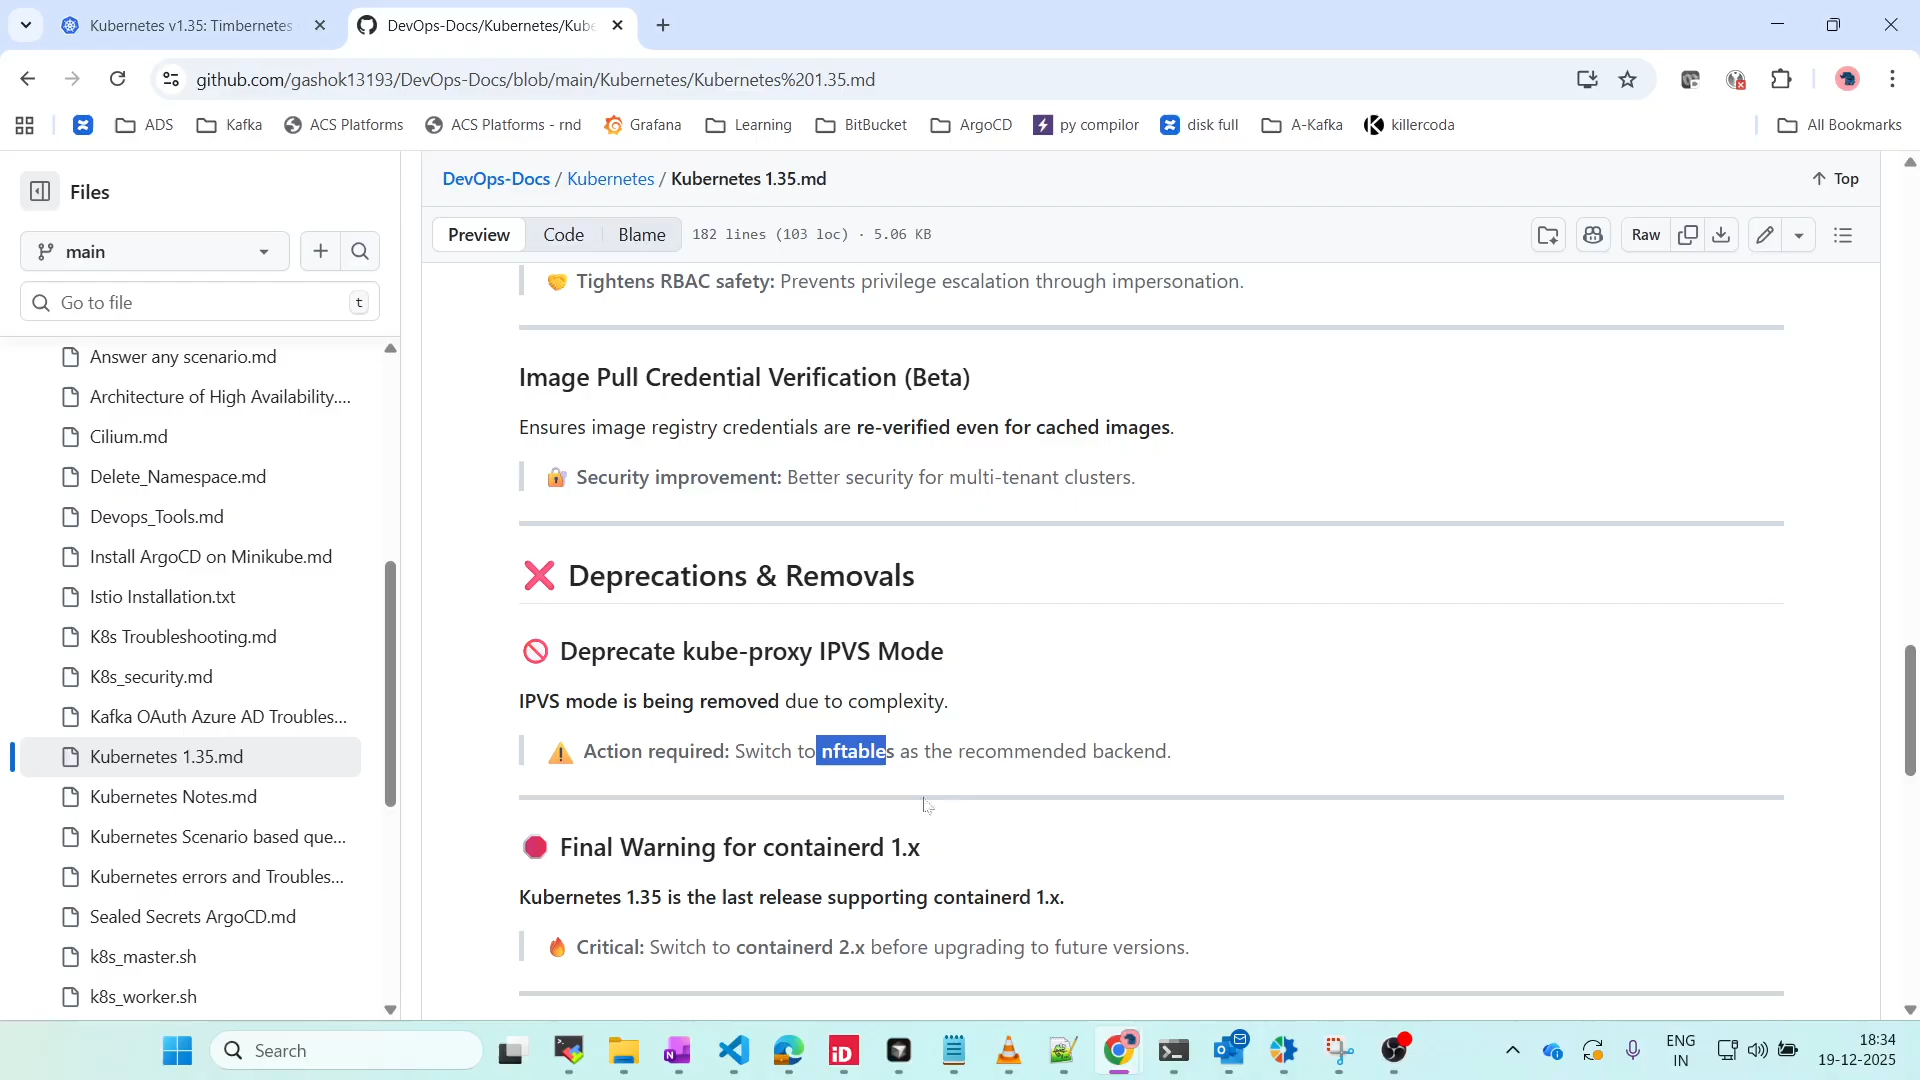 Kubernetes v1.35: Timbernetes
DevOps-Docs/Kubernetes/Kube
github.com/gashok13193/DevOps-Docs/blob/main/Kubernetes/Kubernetes%201.35.md
ADS
Kafka
ACS Platforms
ACS Platforms - rnd
Grafana
Learning
BitBucket
ArgoCD
py compilor
disk full
A-Kafka
killercoda
All Bookmarks
Files
main
Go to file
t
Answer any scenario.md
Architecture of High Availability....
Cilium.md
Delete_Namespace.md
Devops_Tools.md
Install ArgoCD on Minikube.md
Istio Installation.txt
K8s Troubleshooting.md
K8s_security.md
Kafka OAuth Azure AD Troubles...
Kubernetes 1.35.md
Kubernetes Notes.md
Kubernetes Scenario based que...
Kubernetes errors and Troubles...
Sealed Secrets ArgoCD.md
k8s_master.sh
k8s_worker.sh
DevOps-Docs / Kubernetes / Kubernetes 1.35.md
Top
Preview Code Blame 182 lines (103 loc) · 5.06 KB
Raw
🤝 Tightens RBAC safety: Prevents privilege escalation through impersonation.
Image Pull Credential Verification (Beta)
Ensures image registry credentials are re-verified even for cached images.
🔐 Security improvement: Better security for multi-tenant clusters.
❌ Deprecations & Removals
🚫 Deprecate kube-proxy IPVS Mode
IPVS mode is being removed due to complexity.
⚠️ Action required: Switch to nftables as the recommended backend.
🛑 Final Warning for containerd 1.x
Kubernetes 1.35 is the last release supporting containerd 1.x.
🔥 Critical: Switch to containerd 2.x before upgrading to future versions.
Search
ENG
IN
18:34
19-12-2025